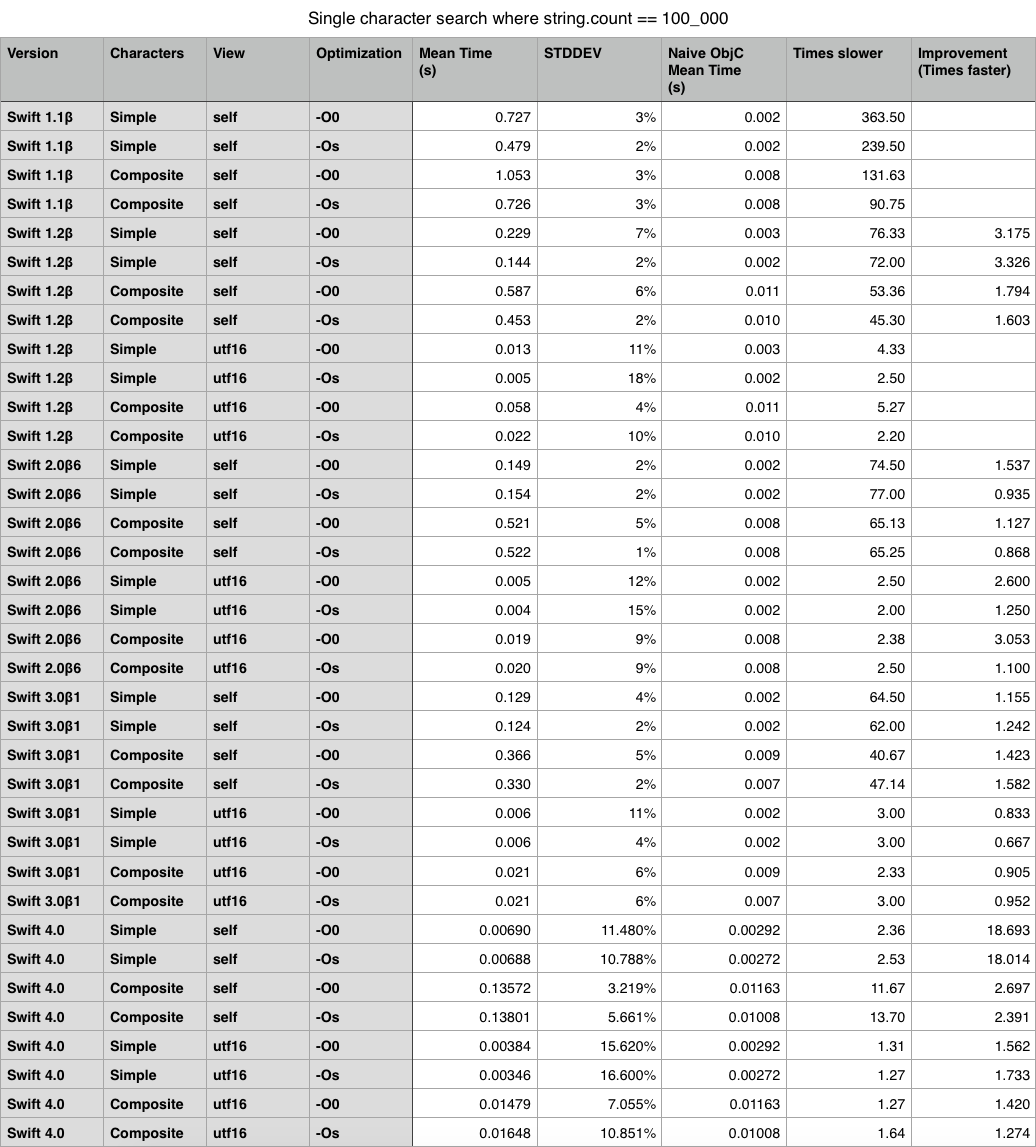 Single character search where string.count == 100_000
Version Characters View Optimization Mean Time (s) STDDEV Naive ObjC Mean Time (s) Times slower Improvement (Times faster)
Swift 1.1β Simple self -O0 0.727 3% 0.002 363.50
Swift 1.1β Simple self -Os 0.479 2% 0.002 239.50
Swift 1.1β Composite self -O0 1.053 3% 0.008 131.63
Swift 1.1β Composite self -Os 0.726 3% 0.008 90.75
Swift 1.2β Simple self -O0 0.229 7% 0.003 76.33 3.175
Swift 1.2β Simple self -Os 0.144 2% 0.002 72.00 3.326
Swift 1.2β Composite self -O0 0.587 6% 0.011 53.36 1.794
Swift 1.2β Composite self -Os 0.453 2% 0.010 45.30 1.603
Swift 1.2β Simple utf16 -O0 0.013 11% 0.003 4.33
Swift 1.2β Simple utf16 -Os 0.005 18% 0.002 2.50
Swift 1.2β Composite utf16 -O0 0.058 4% 0.011 5.27
Swift 1.2β Composite utf16 -Os 0.022 10% 0.010 2.20
Swift 2.0β6 Simple self -O0 0.149 2% 0.002 74.50 1.537
Swift 2.0β6 Simple self -Os 0.154 2% 0.002 77.00 0.935
Swift 2.0β6 Composite self -O0 0.521 5% 0.008 65.13 1.127
Swift 2.0β6 Composite self -Os 0.522 1% 0.008 65.25 0.868
Swift 2.0β6 Simple utf16 -O0 0.005 12% 0.002 2.50 2.600
Swift 2.0β6 Simple utf16 -Os 0.004 15% 0.002 2.00 1.250
Swift 2.0β6 Composite utf16 -O0 0.019 9% 0.008 2.38 3.053
Swift 2.0β6 Composite utf16 -Os 0.020 9% 0.008 2.50 1.100
Swift 3.0β1 Simple self -O0 0.129 4% 0.002 64.50 1.155
Swift 3.0β1 Simple self -Os 0.124 2% 0.002 62.00 1.242
Swift 3.0β1 Composite self -O0 0.366 5% 0.009 40.67 1.423
Swift 3.0β1 Composite self -Os 0.330 2% 0.007 47.14 1.582
Swift 3.0β1 Simple utf16 -O0 0.006 11% 0.002 3.00 0.833
Swift 3.0β1 Simple utf16 -Os 0.006 4% 0.002 3.00 0.667
Swift 3.0β1 Composite utf16 -O0 0.021 6% 0.009 2.33 0.905
Swift 3.0β1 Composite utf16 -Os 0.021 6% 0.007 3.00 0.952
Swift 4.0 Simple self -O0 0.00690 11.480% 0.00292 2.36 18.693
Swift 4.0 Simple self -Os 0.00688 10.788% 0.00272 2.53 18.014
Swift 4.0 Composite self -O0 0.13572 3.219% 0.01163 11.67 2.697
Swift 4.0 Composite self -Os 0.13801 5.661% 0.01008 13.70 2.391
Swift 4.0 Simple utf16 -O0 0.00384 15.620% 0.00292 1.31 1.562
Swift 4.0 Simple utf16 -Os 0.00346 16.600% 0.00272 1.27 1.733
Swift 4.0 Composite utf16 -O0 0.01479 7.055% 0.01163 1.27 1.420
Swift 4.0 Composite utf16 -Os 0.01648 10.851% 0.01008 1.64 1.274